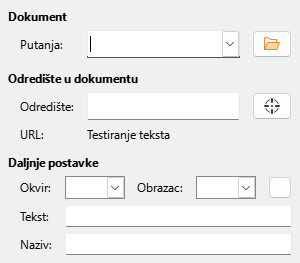 Dokument
Putanja:
Odredište u dokumentu
Odredište:
URL: Testiranje teksta
Daljnje postavke
Okvir: Obrazac:
Tekst:
Naziv: